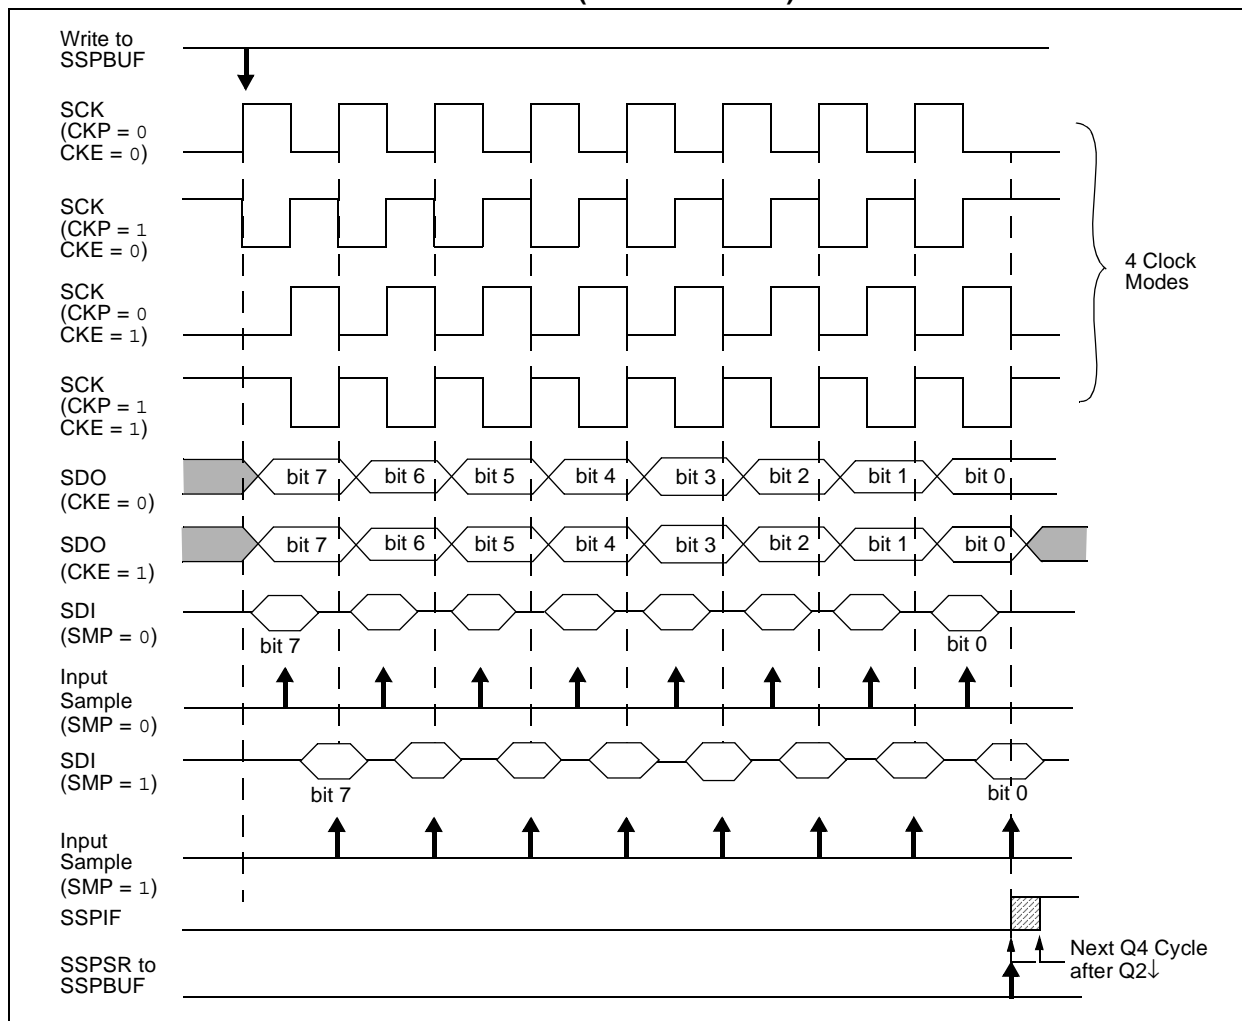 Write to
SSPBUF
SCK
(CKP = 0
CKE = 0)
SCK
(CKP = 1
CKE = 0)
4 Clock
Modes
SCK
(CKP = 0
CKE = 1)
SCK
(CKP = 1
CKE = 1)
SDO
(CKE = 0)
bit 7 bit 6 bit 5 bit 4 bit 3 bit 2 bit 1 bit 0
SDO
(CKE = 1)
bit 7 bit 6 bit 5 bit 4 bit 3 bit 2 bit 1 bit 0
SDI
(SMP = 0)
bit 7 bit 0
Input
Sample
(SMP = 0)
SDI
(SMP = 1)
bit 7 bit 0
Input
Sample
(SMP = 1)
SSPIF
Next Q4 Cycle
after Q2↓
SSPSR to
SSPBUF